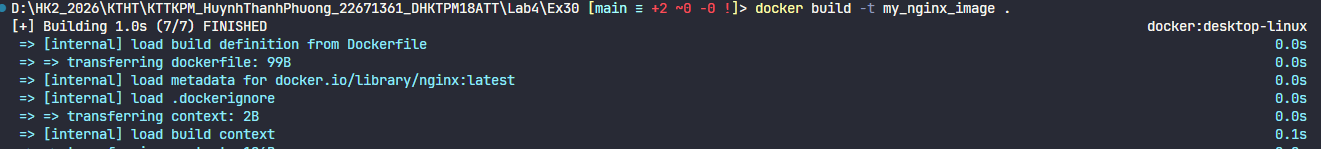 D:\HK2_2026\KTHT\KTTKPM_HuynhThanhPhuong_22671361_DHKTPM18ATT\Lab4\Ex30 [main ≡ +2 ~0 -0 !]> docker build -t my_nginx_image .
[+] Building 1.0s (7/7) FINISHED docker:desktop-linux
=> [internal] load build definition from Dockerfile 0.0s
=> => transferring dockerfile: 99B 0.0s
=> [internal] load metadata for docker.io/library/nginx:latest 0.0s
=> [internal] load .dockerignore 0.0s
=> => transferring context: 2B 0.0s
=> [internal] load build context 0.1s